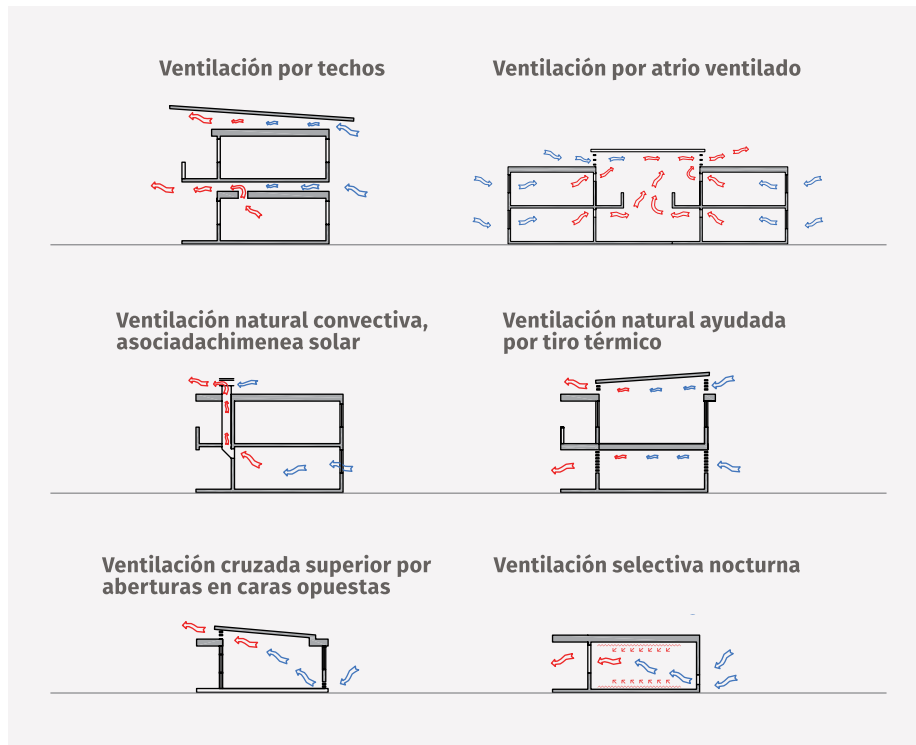 Ventilación por techos
Ventilación por atrio ventilado
Ventilación natural convectiva,
asociadachimenea solar
Ventilación natural ayudada
por tiro térmico
Ventilación cruzada superior por
aberturas en caras opuestas
Ventilación selectiva nocturna